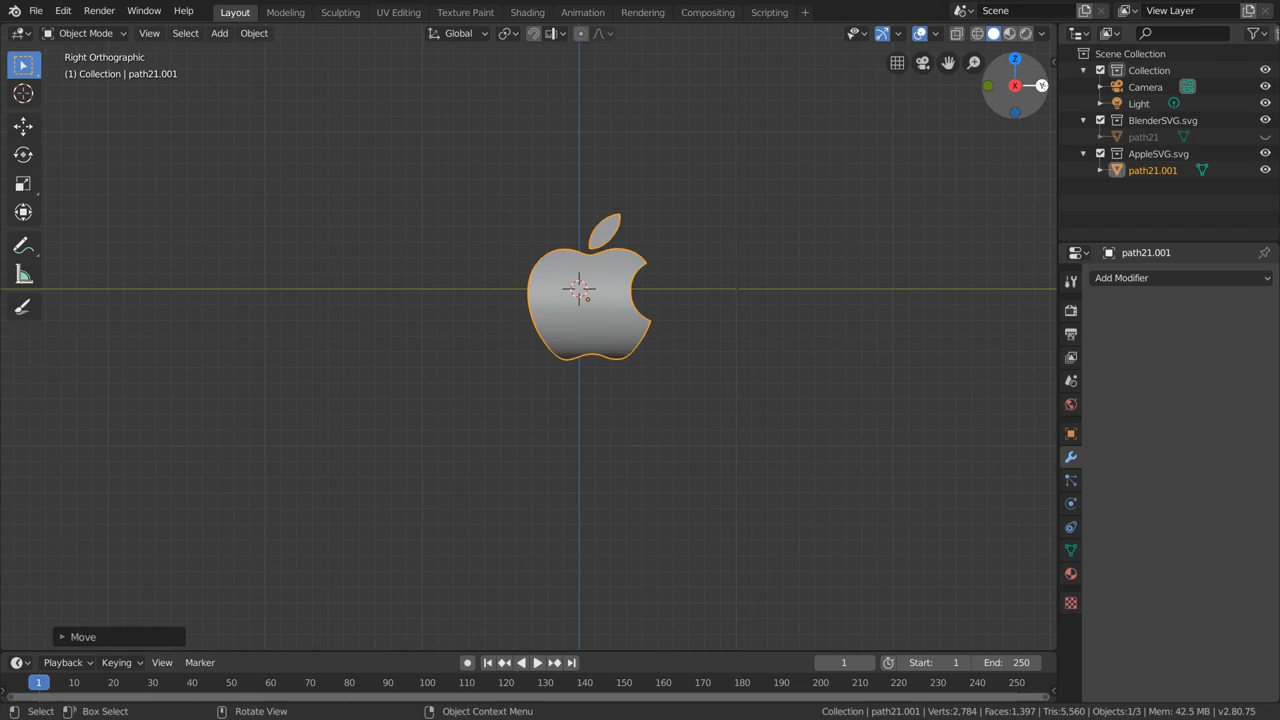 File Edit Render Window Help Layout Modeling Sculpting UV Editing Texture Paint Shading Animation Rendering Compositing Scripting + Scene View Layer
Object Mode View Select Add Object Global
Right Orthographic
(1) Collection | path21.001
Z
X
Y
Scene Collection
Collection
Camera
Light
BlenderSVG.svg
path21
AppleSVG.svg
path21.001
path21.001
Add Modifier
Move
Playback Keying View Marker 1 Start: 1 End: 250
1 10 20 30 40 50 60 70 80 90 100 110 120 130 140 150 160 170 180 190 200 210 220 230 240 250
Select Box Select Rotate View Object Context Menu Collection | path21.001 | Verts:2,784 | Faces:1,397 | Tris:5,560 | Objects:1/3 | Mem: 42.5 MB | v2.80.75